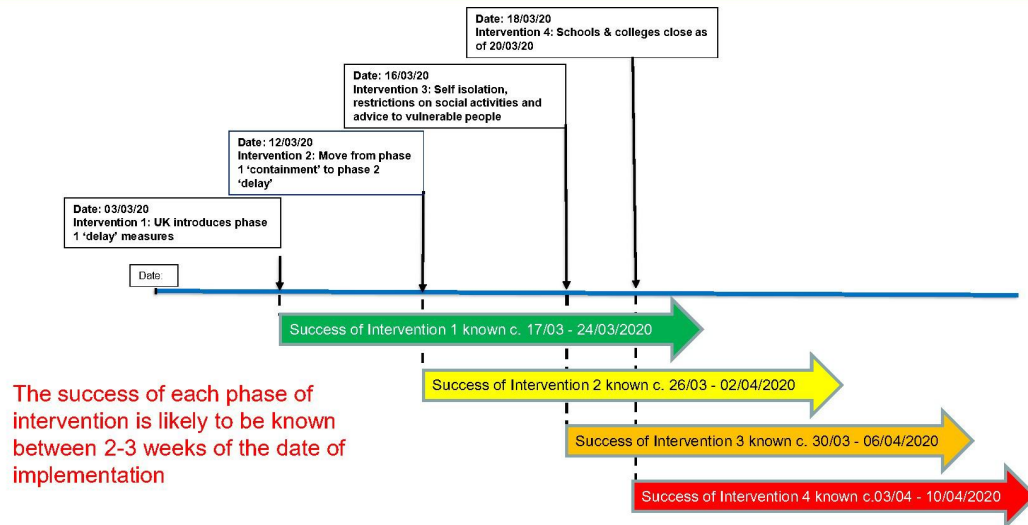 Date: 18/03/20
Intervention 4: Schools & colleges close as
of 20/03/20
Date: 16/03/20
Intervention 3: Self isolation,
restrictions on social activities and
advice to vulnerable people
Date: 12/03/20
Intervention 2: Move from phase
1 ‘containment’ to phase 2
‘delay’
Date: 03/03/20
Intervention 1: UK introduces phase
1 ‘delay’ measures
Date:
Success of Intervention 1 known c. 17/03 - 24/03/2020
Success of Intervention 2 known c. 26/03 - 02/04/2020
Success of Intervention 3 known c. 30/03 - 06/04/2020
Success of Intervention 4 known c.03/04 - 10/04/2020
The success of each phase of
intervention is likely to be known
between 2-3 weeks of the date of
implementation